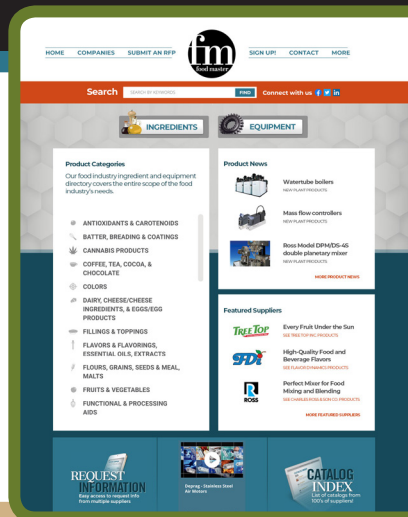 HOME COMPANIES SUBMIT AN RFP
fm
food master
SIGN UP! CONTACT MORE
Search SEARCH BY KEYWORDS FIND Connect with us
INGREDIENTS
EQUIPMENT
Product Categories
Our food industry ingredient and equipment
directory covers the entire scope of the food
industry's needs.
ANTIOXIDANTS & CAROTENOIDS
BATTER, BREADING & COATINGS
CANNABIS PRODUCTS
COFFEE, TEA, COCOA, &
CHOCOLATE
COLORS
DAIRY, CHEESE/CHEESE
INGREDIENTS, & EGGS/EGG
PRODUCTS
FILLINGS & TOPPINGS
FLAVORS & FLAVORINGS,
ESSENTIAL OILS, EXTRACTS
FLOURS, GRAINS, SEEDS & MEAL,
MALTS
FRUITS & VEGETABLES
FUNCTIONAL & PROCESSING
AIDS
Product News
Watertube boilers
NEW PLANT PRODUCTS
Mass flow controllers
NEW PLANT PRODUCTS
Ross Model DPM/DS-45
double planetary mixer
NEW PLANT PRODUCTS
MORE PRODUCT NEWS
Featured Suppliers
TREE TOP
Every Fruit Under the Sun
SEE TREE TOP INC. PRODUCTS
High-Quality Food and
Beverage Flavors
SEE FLAVOR DYNAMICS PRODUCTS
ROSS
Perfect Mixer for Food
Mixing and Blending
SEE CHARLES ROSS & SON CO. PRODUCTS
MORE FEATURED SUPPLIERS
REQUEST
INFORMATION
Easy access to request info
from multiple suppliers
Deprag - Stainless Steel
Air Motors
CATALOG
INDEX
List of catalogs from
100's of suppliers!